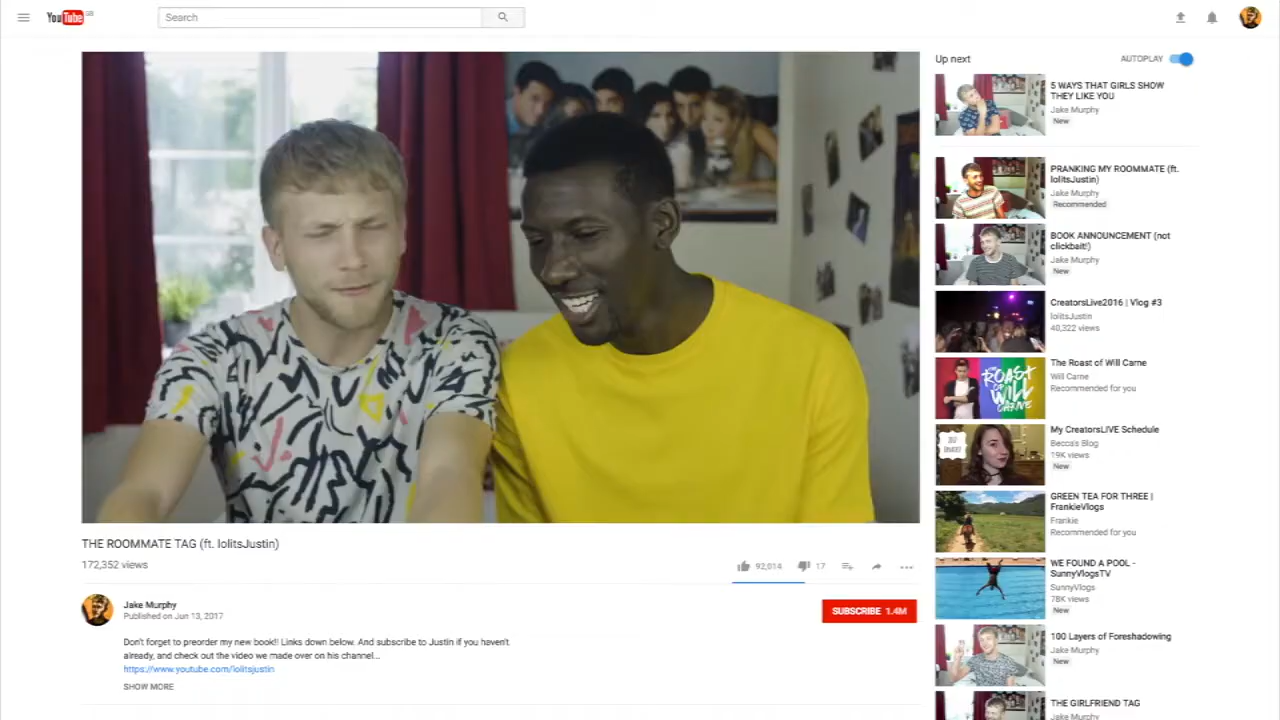 YouTube GB
Search
Up next
AUTOPLAY
5 WAYS THAT GIRLS SHOW
THEY LIKE YOU
Jake Murphy
New
PRANKING MY ROOMMATE (ft.
lolitsJustin)
Jake Murphy
Recommended
BOOK ANNOUNCEMENT (not
clickbait!)
Jake Murphy
New
CreatorsLive2016 | Vlog #3
lolitsJustin
40,322 views
ROAST
OF
WILL
CARNE
The Roast of Will Carne
Will Carne
Recommended for you
My CreatorsLIVE Schedule
Becca's Blog
19K views
New
GREEN TEA FOR THREE |
FrankieVlogs
Frankie
Recommended for you
WE FOUND A POOL -
SunnyVlogsTV
SunnyVlogs
78K views
New
100 Layers of Foreshadowing
Jake Murphy
New
THE GIRLFRIEND TAG
Jake Murphy
THE ROOMMATE TAG (ft. lolitsJustin)
172,352 views
92,014
17
Jake Murphy
Published on Jun 13, 2017
SUBSCRIBE 1.4M
Don't forget to preorder my new book!! Links down below. And subscribe to Justin if you haven't
already, and check out the video we made over on his channel...
https://www.youtube.com/lolitsjustin
SHOW MORE